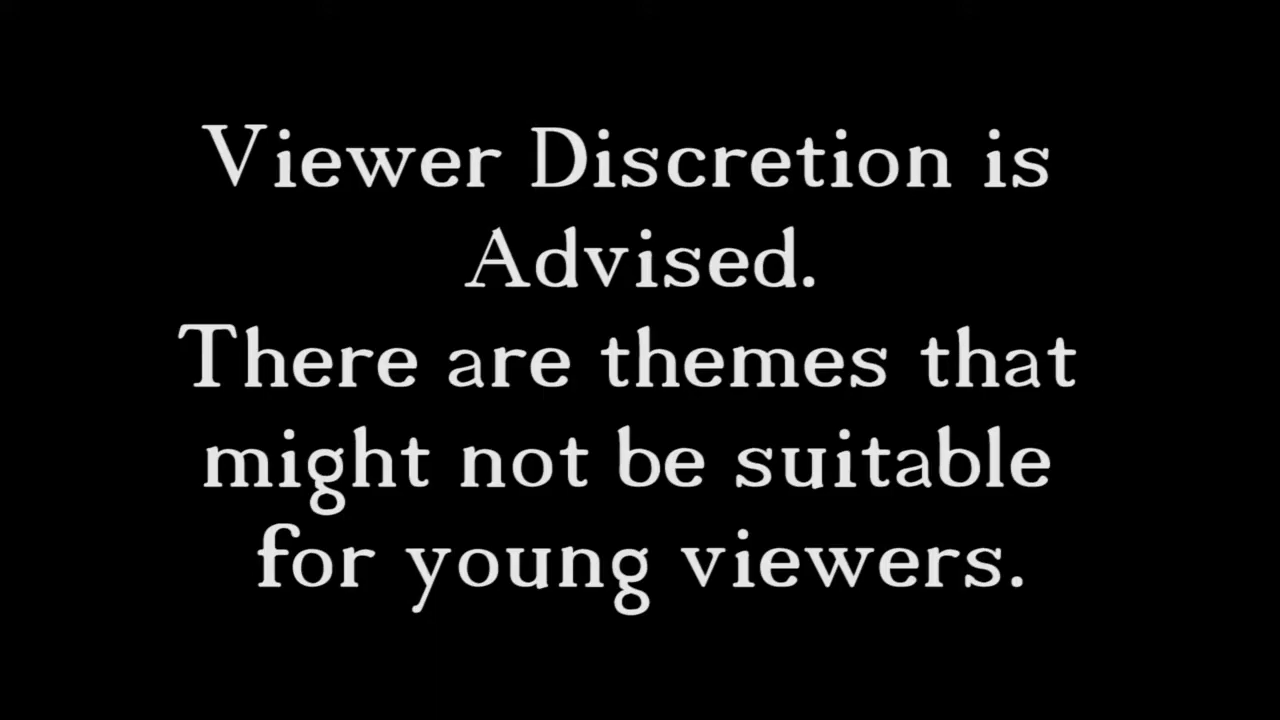 Viewer Discretion is
Advised.
There are themes that
might not be suitable
for young viewers.